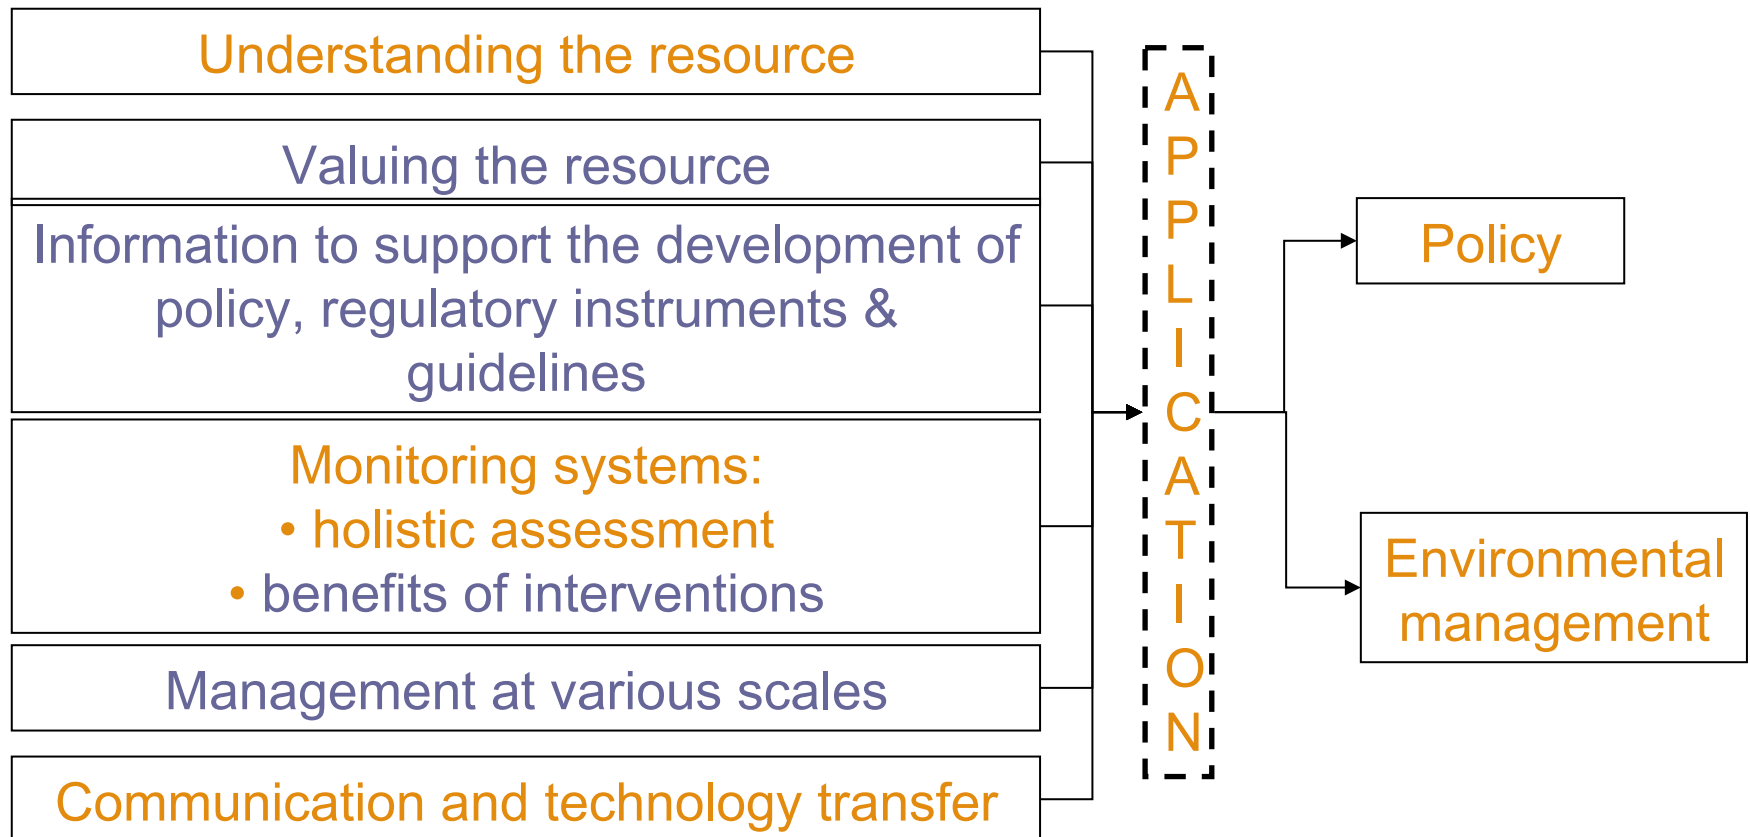 Understanding the resource
Valuing the resource
Information to support the development of
policy, regulatory instruments &
guidelines
Monitoring systems:
• holistic assessment
• benefits of interventions
Management at various scales
Communication and technology transfer
A
P
P
L
I
C
A
T
I
O
N
Policy
Environmental
management